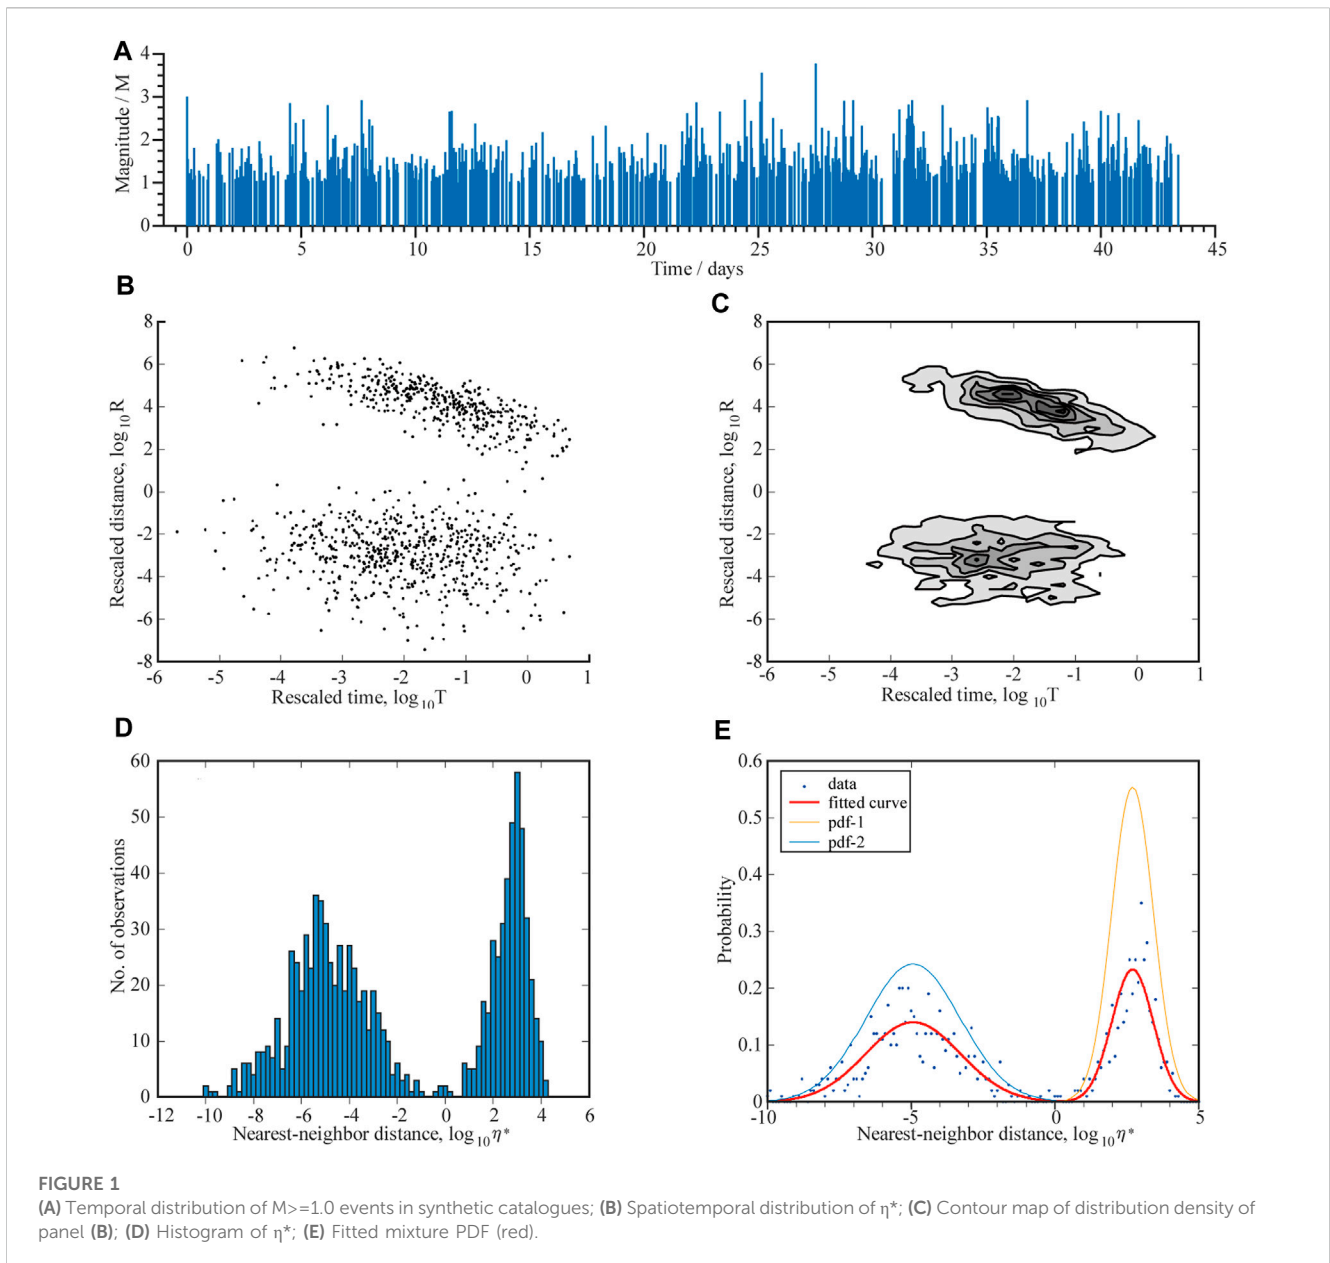 A
4
3
2
1
0
Magnitude / M
0 5 10 15 20 25 30 35 40 45
Time / days
B
8
6
4
2
0
-2
-4
-6
-8
Rescaled distance, log10R
-6 -5 -4 -3 -2 -1 0 1
Rescaled time, log10T
C
8
6
4
2
0
-2
-4
-6
-8
Rescaled distance, log10R
-6 -5 -4 -3 -2 -1 0 1
Rescaled time, log10T
D
60
50
40
30
20
10
0
No. of observations
-12 -10 -8 -6 -4 -2 0 2 4 6
Nearest-neighbor distance, log10η*
E
0.6
0.5
0.4
0.3
0.2
0.1
0
Probability
data
fitted curve
pdf-1
pdf-2
-10 -5 0 5
Nearest-neighbor distance, log10η*
FIGURE 1
(A) Temporal distribution of M>=1.0 events in synthetic catalogues; (B) Spatiotemporal distribution of η*; (C) Contour map of distribution density of
panel (B); (D) Histogram of η*; (E) Fitted mixture PDF (red).